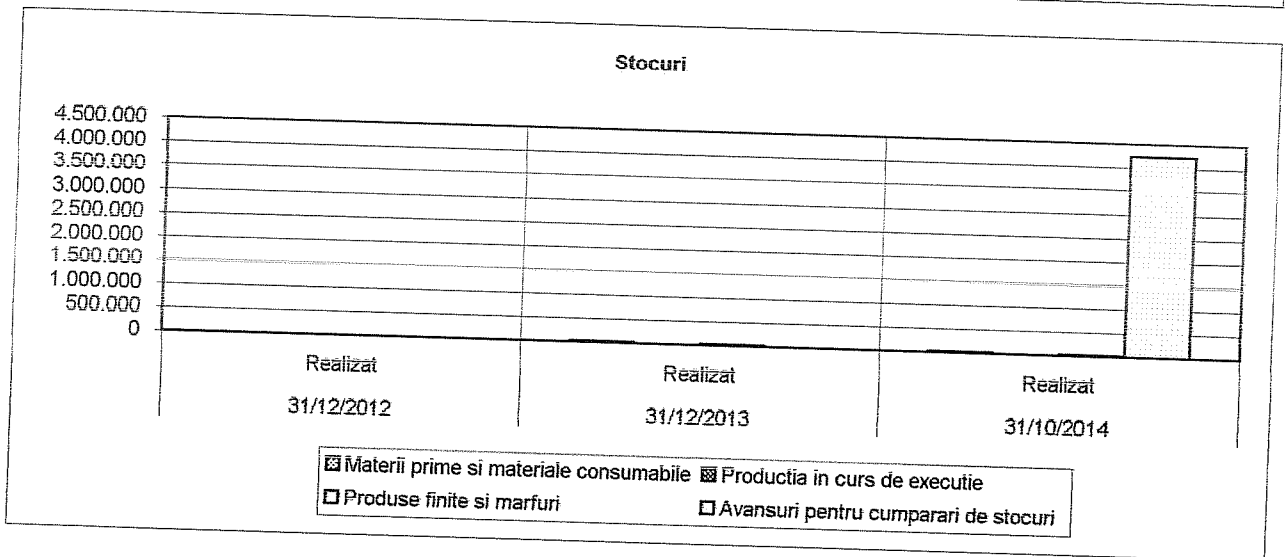 Stocuri
4.500.000
4.000.000
3.500.000
3.000.000
2.500.000
2.000.000
1.500.000
1.000.000
500.000
0
Realizat Realizat Realizat
31/12/2012 31/12/2013 31/10/2014
Materii prime si materiale consumabile Productia in curs de executie
Produse finite si marfuri Avansuri pentru cumparari de stocuri